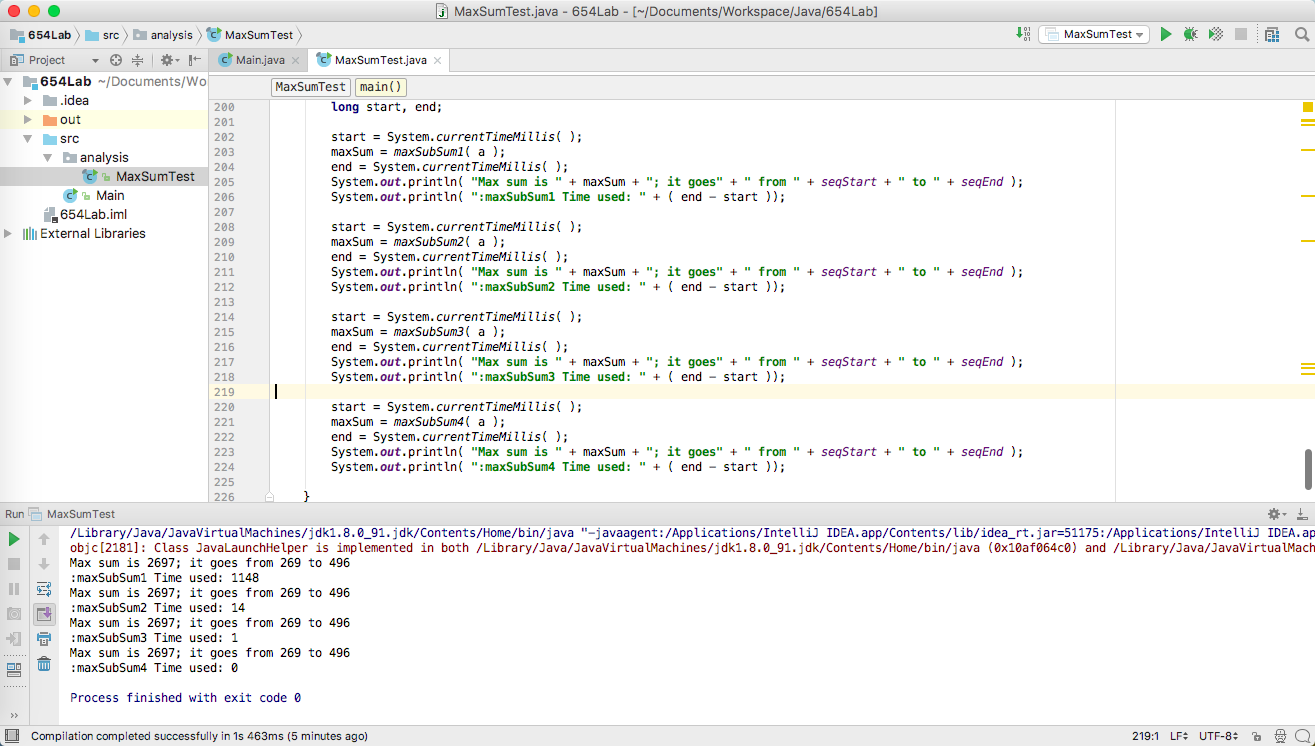 MaxSumTest.java - 654Lab - [~/Documents/Workspace/Java/654Lab]
654Lab src analysis MaxSumTest MaxSumTest
Project Main.java MaxSumTest.java
654Lab ~/Documents/Wo
.idea
out
src
analysis
MaxSumTest
Main
654Lab.iml
External Libraries
MaxSumTest main()
200 long start, end;
201
202 start = System.currentTimeMillis( );
203 maxSum = maxSubSum1( a );
204 end = System.currentTimeMillis( );
205 System.out.println( "Max sum is " + maxSum + "; it goes" + " from " + seqStart + " to " + seqEnd );
206 System.out.println( ":maxSubSum1 Time used: " + ( end - start ));
207
208 start = System.currentTimeMillis( );
209 maxSum = maxSubSum2( a );
210 end = System.currentTimeMillis( );
211 System.out.println( "Max sum is " + maxSum + "; it goes" + " from " + seqStart + " to " + seqEnd );
212 System.out.println( ":maxSubSum2 Time used: " + ( end - start ));
213
214 start = System.currentTimeMillis( );
215 maxSum = maxSubSum3( a );
216 end = System.currentTimeMillis( );
217 System.out.println( "Max sum is " + maxSum + "; it goes" + " from " + seqStart + " to " + seqEnd );
218 System.out.println( ":maxSubSum3 Time used: " + ( end - start ));
219
220 start = System.currentTimeMillis( );
221 maxSum = maxSubSum4( a );
222 end = System.currentTimeMillis( );
223 System.out.println( "Max sum is " + maxSum + "; it goes" + " from " + seqStart + " to " + seqEnd );
224 System.out.println( ":maxSubSum4 Time used: " + ( end - start ));
225
226 }
Run MaxSumTest
/Library/Java/JavaVirtualMachines/jdk1.8.0_91.jdk/Contents/Home/bin/java "-javaagent:/Applications/IntelliJ IDEA.app/Contents/lib/idea_rt.jar=51175:/Applications/IntelliJ IDEA.ap
objc[2181]: Class JavaLaunchHelper is implemented in both /Library/Java/JavaVirtualMachines/jdk1.8.0_91.jdk/Contents/Home/bin/java (0x10af064c0) and /Library/Java/JavaVirtualMach
Max sum is 2697; it goes from 269 to 496
:maxSubSum1 Time used: 1148
Max sum is 2697; it goes from 269 to 496
:maxSubSum2 Time used: 14
Max sum is 2697; it goes from 269 to 496
:maxSubSum3 Time used: 1
Max sum is 2697; it goes from 269 to 496
:maxSubSum4 Time used: 0
Process finished with exit code 0
Compilation completed successfully in 1s 463ms (5 minutes ago) 219:1 LF UTF-8